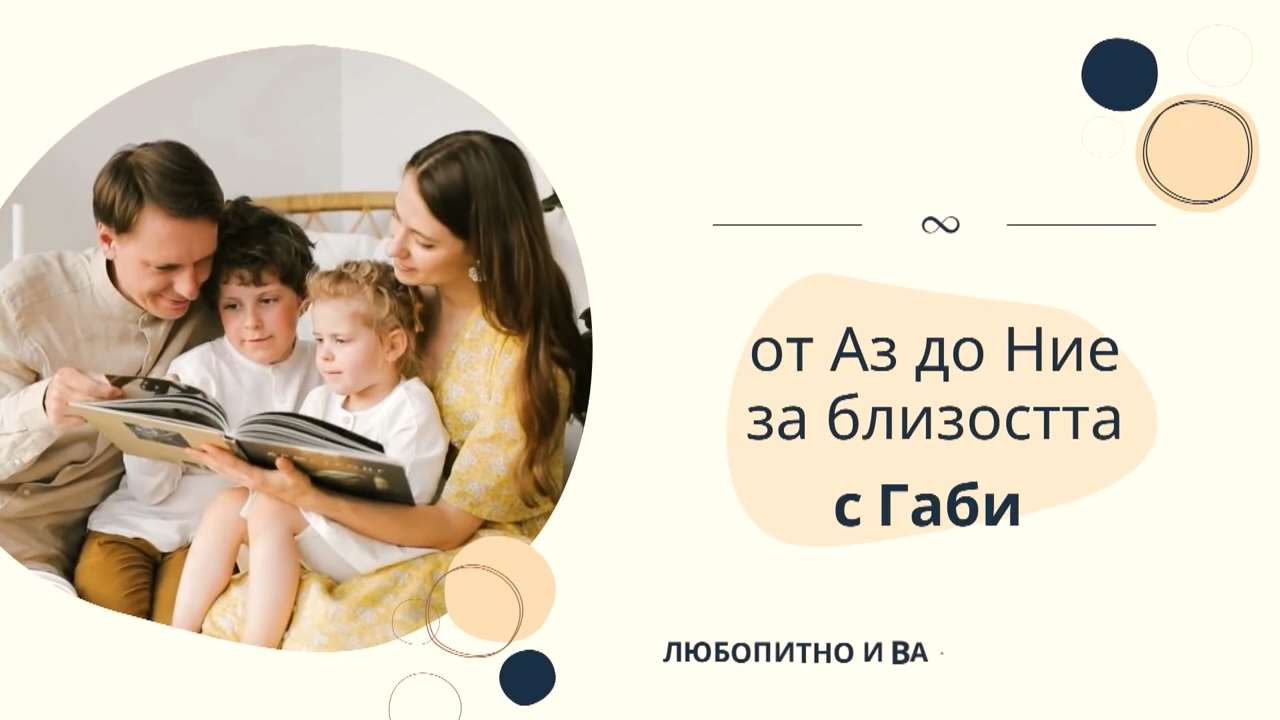 от Аз до Ние
за близостта
с Габи
ЛЮБОПИТНО И ВА